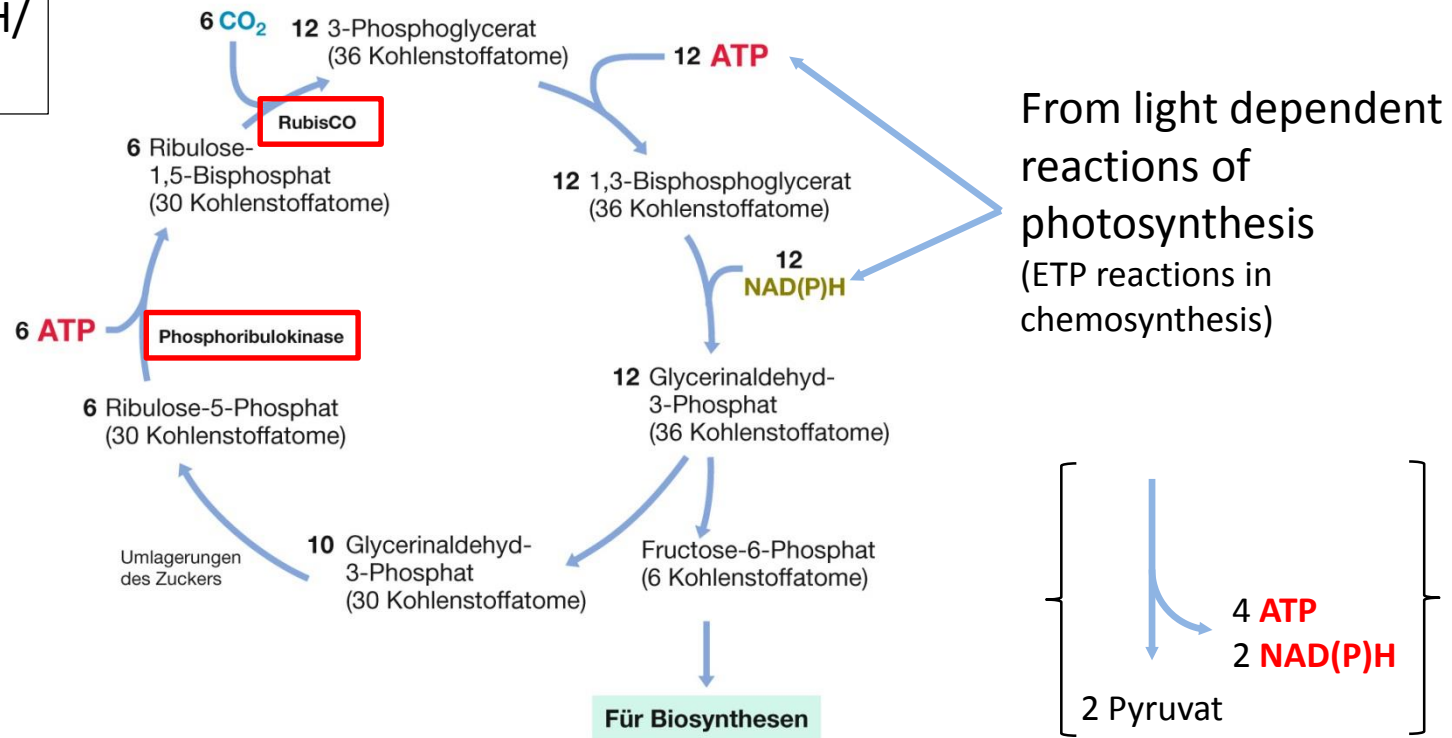 H/
6 CO₂
12 3-Phosphoglycerat
(36 Kohlenstoffatome)
12 ATP
RubisCO
6 Ribulose-
1,5-Bisphosphat
(30 Kohlenstoffatome)
12 1,3-Bisphosphoglycerat
(36 Kohlenstoffatome)
12
NAD(P)H
From light dependent
reactions of
photosynthesis
(ETP reactions in
chemosynthesis)
6 ATP
Phosphoribulokinase
12 Glycerinaldehyd-
3-Phosphat
(36 Kohlenstoffatome)
6 Ribulose-5-Phosphat
(30 Kohlenstoffatome)
Umlagerungen
des Zuckers
10 Glycerinaldehyd-
3-Phosphat
(30 Kohlenstoffatome)
Fructose-6-Phosphat
(6 Kohlenstoffatome)
4 ATP
2 NAD(P)H
2 Pyruvat
Für Biosynthesen